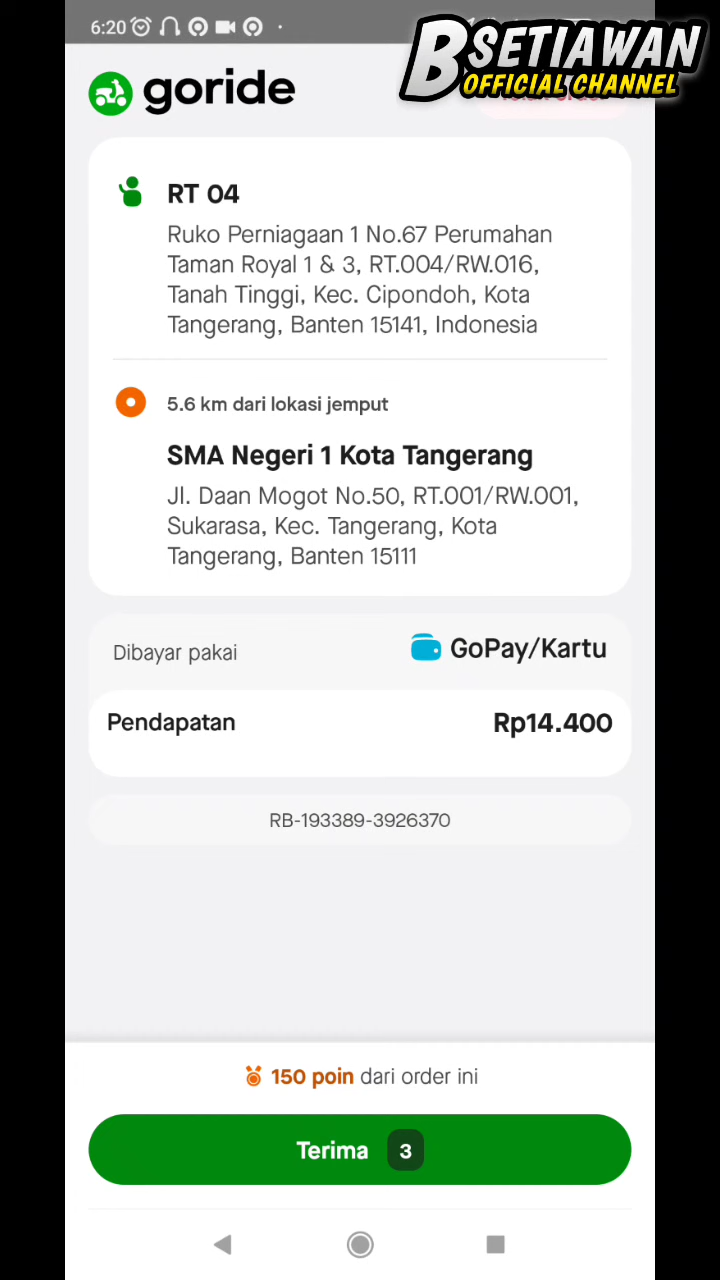 6:20
BSETIAWAN
OFFICIAL CHANNEL
goride
RT 04
Ruko Perniagaan 1 No.67 Perumahan
Taman Royal 1 & 3, RT.004/RW.016,
Tanah Tinggi, Kec. Cipondoh, Kota
Tangerang, Banten 15141, Indonesia
5.6 km dari lokasi jemput
SMA Negeri 1 Kota Tangerang
Jl. Daan Mogot No.50, RT.001/RW.001,
Sukarasa, Kec. Tangerang, Kota
Tangerang, Banten 15111
Dibayar pakai
GoPay/Kartu
Pendapatan
Rp14.400
RB-193389-3926370
150 poin dari order ini
Terima 3